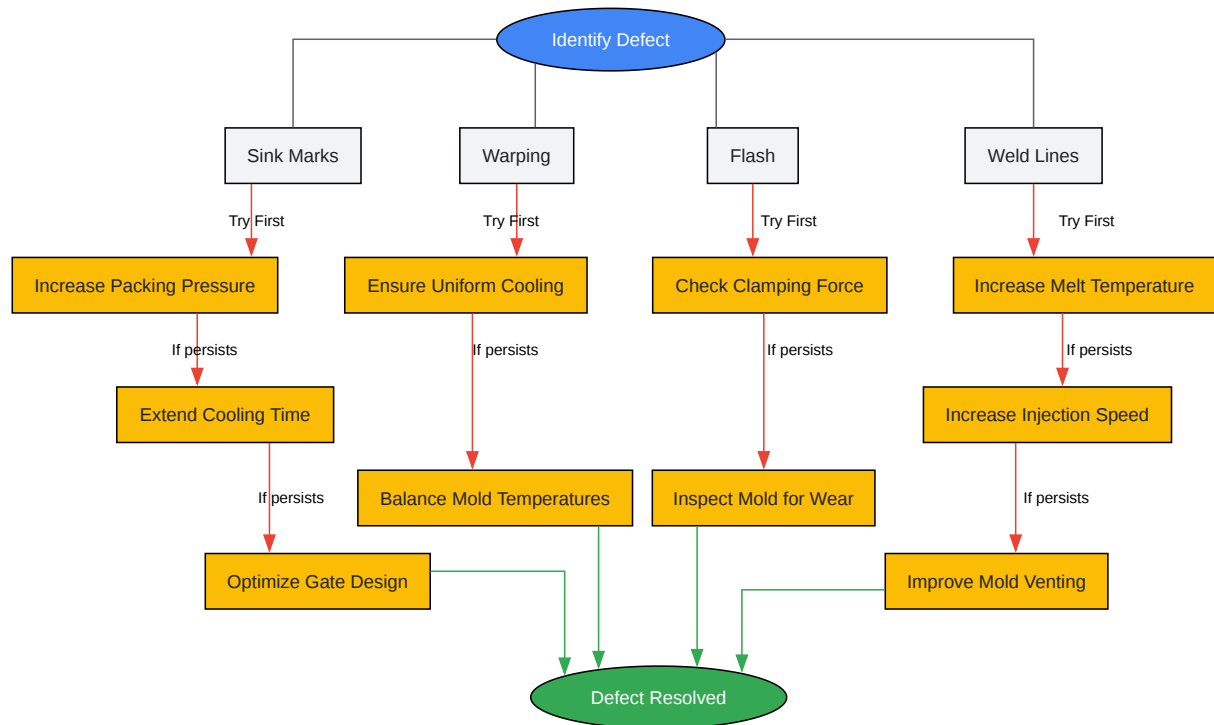 Identify Defect
Sink Marks
Warping
Flash
Weld Lines
Try First
Try First
Try First
Try First
Increase Packing Pressure
Ensure Uniform Cooling
Check Clamping Force
Increase Melt Temperature
If persists
If persists
If persists
If persists
Extend Cooling Time
Increase Injection Speed
If persists
If persists
Balance Mold Temperatures
Inspect Mold for Wear
Optimize Gate Design
Improve Mold Venting
Defect Resolved